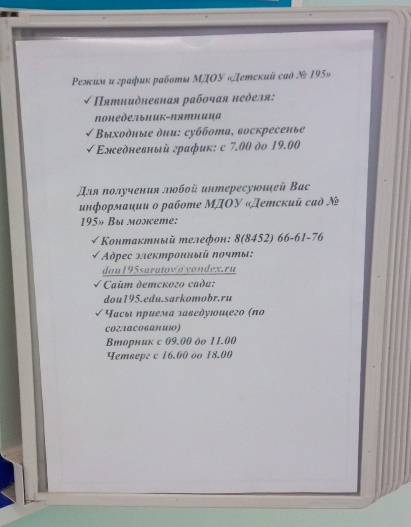 Режим и график работы МДОУ «Детский сад № 195»
✓ Пятнидневная рабочая неделя:
понедельник-пятница
✓ Выходные дни: суббота, воскресенье
✓ Ежедневный график: с 7.00 до 19.00
Для получения любой интересующей Вас
информации о работе МДОУ «Детский сад №
195» Вы можете:
✓ Контактный телефон: 8(8452) 66-61-76
✓ Адрес электронный почты:
dou195saratov@yandex.ru
✓ Сайт детского сада:
dou195.edu.sarkomobr.ru
✓ Часы приема заведующего (по
согласованию)
Вторник с 09.00 до 11.00
Четверг с 16.00 оо 18.00